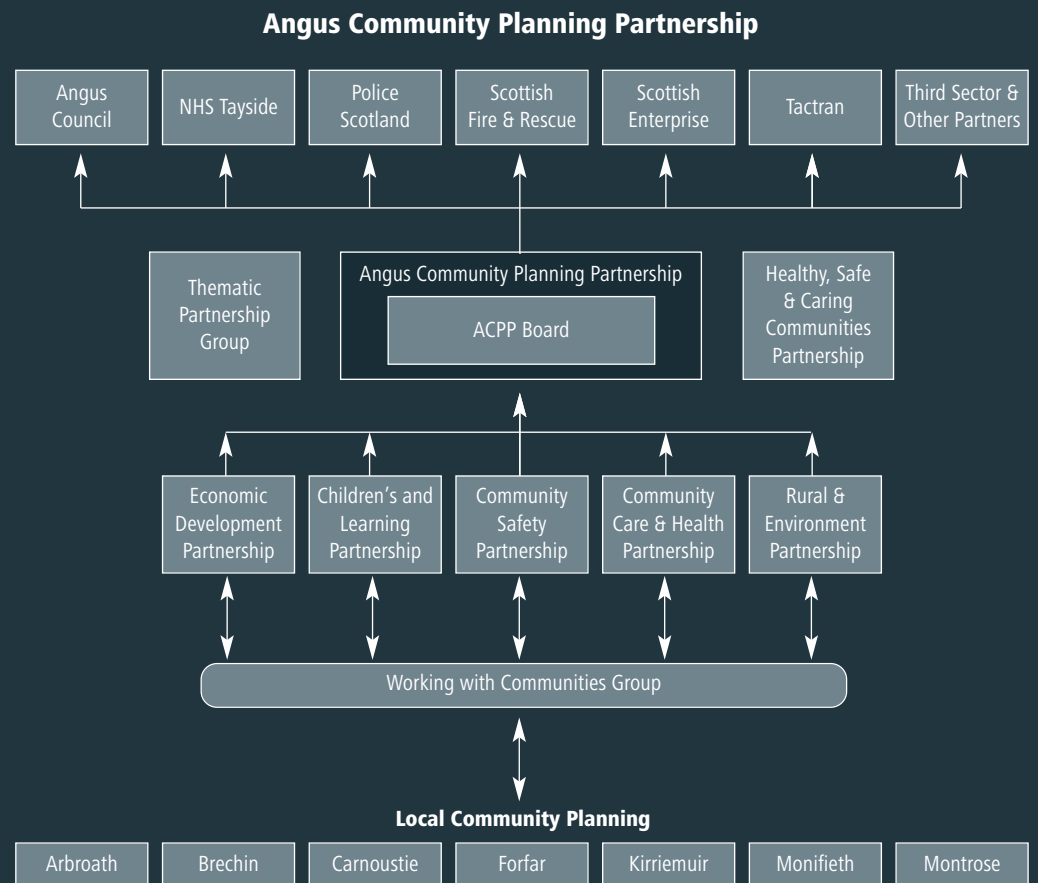 Angus Community Planning Partnership
Angus
Council
NHS Tayside
Police
Scotland
Scottish
Fire & Rescue
Scottish
Enterprise
Tactran
Third Sector &
Other Partners
Thematic
Partnership
Group
Angus Community Planning Partnership
ACPP Board
Healthy, Safe
& Caring
Communities
Partnership
Economic
Development
Partnership
Children’s and
Learning
Partnership
Community
Safety
Partnership
Community
Care & Health
Partnership
Rural &
Environment
Partnership
Working with Communities Group
Local Community Planning
Arbroath
Brechin
Carnoustie
Forfar
Kirriemuir
Monifieth
Montrose